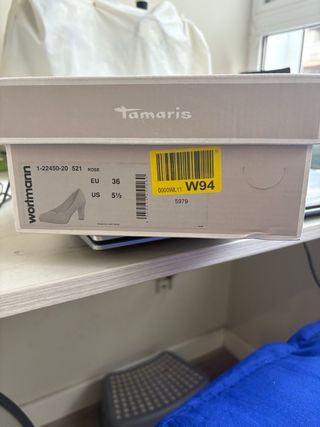 Tamaris
1-22450-20 521 ROSE
wortmann
EU 36
US 5½
0000WL11 W94
5979